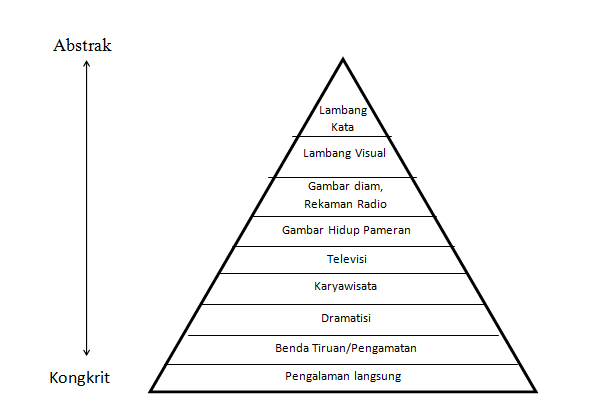 Abstrak
Lambang
Kata
Lambang Visual
Gambar diam,
Rekaman Radio
Gambar Hidup Pameran
Televisi
Karyawisata
Dramatisi
Benda Tiruan/Pengamatan
Pengalaman langsung
Kongkrit